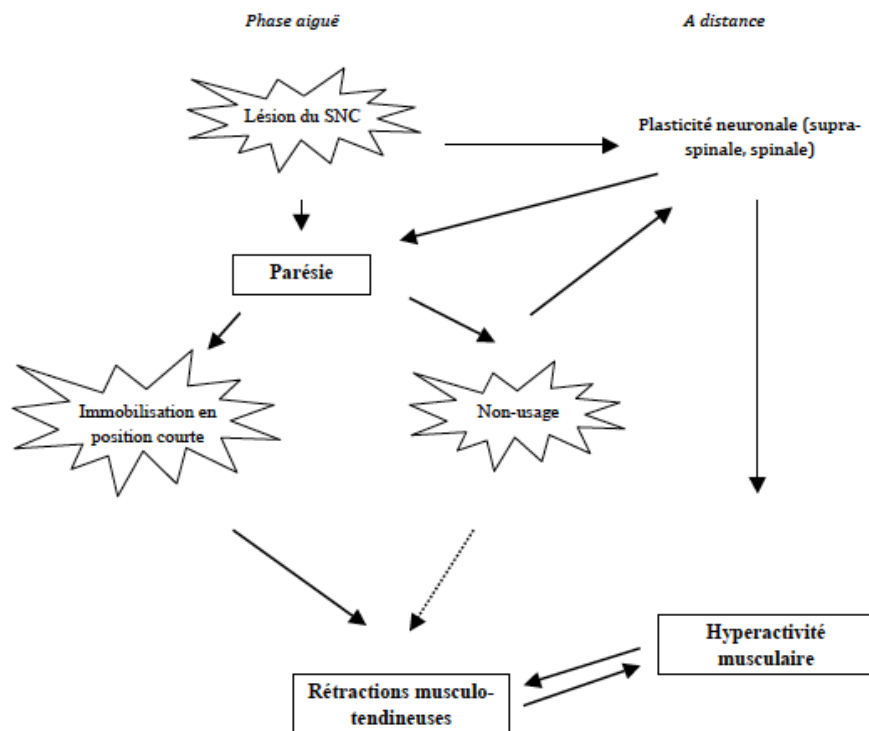 Phase aiguë
A distance
Lésion du SNC
Plasticité neuronale (supra-
spinale, spinale)
Parésie
Immobilisation en
position courte
Non-usage
Hyperactivité
musculaire
Rétractions musculo-
tendineuses